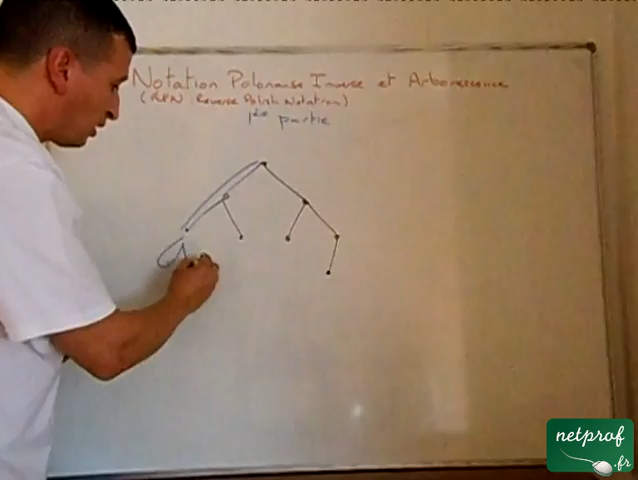 Notation Polonaise Inverse et Arborescence
(RPN : Reverse Polish Notation)
1ère partie
netprof
.fr